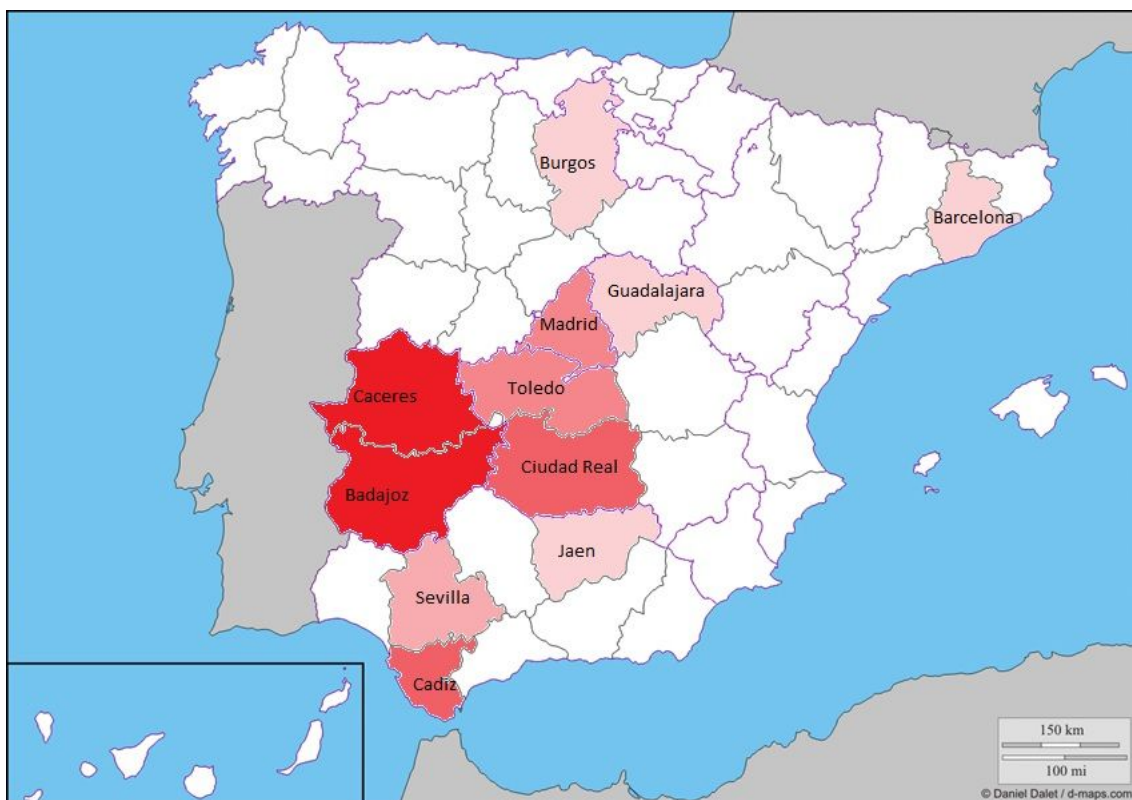 Burgos
Barcelona
Guadalajara
Madrid
Toledo
Caceres
Ciudad Real
Badajoz
Jaen
Sevilla
Cadiz
150 km
100 mi
© Daniel Dalet / d-maps.com